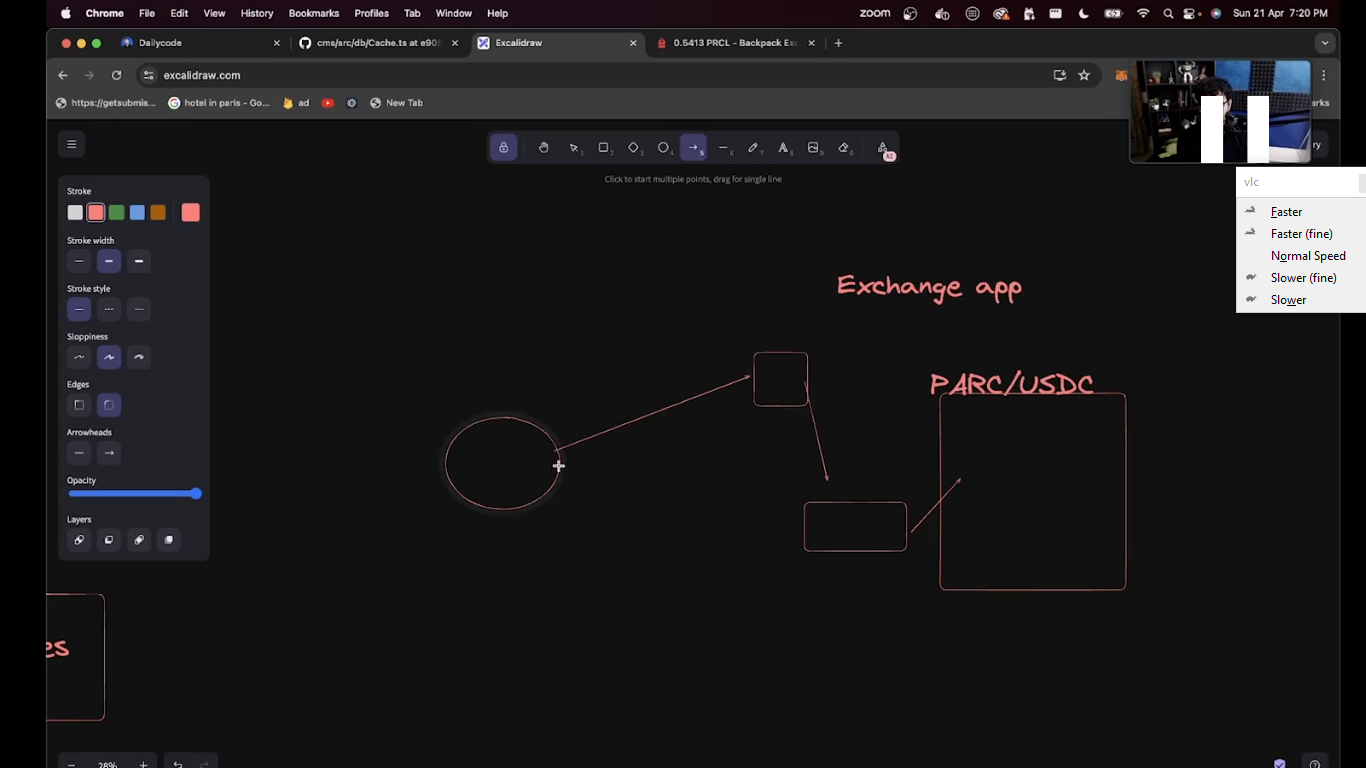 Chrome File Edit View History Bookmarks Profiles Tab Window Help
zoom Sun 21 Apr 7:20 PM
Dailycode
cms/src/db/Cache.ts at e90
Excalidraw
0.5413 PRCL - Backpack Ex
excalidraw.com
https://getsubmis...
hotel in paris - Go...
ad
New Tab
Click to start multiple points, drag for single line
AI
Stroke
Stroke width
Stroke style
Sloppiness
Edges
Arrowheads
Opacity
Layers
vlc
Faster
Faster (fine)
Normal Speed
Slower (fine)
Slower
Exchange app
PARC/USDC
es
28%